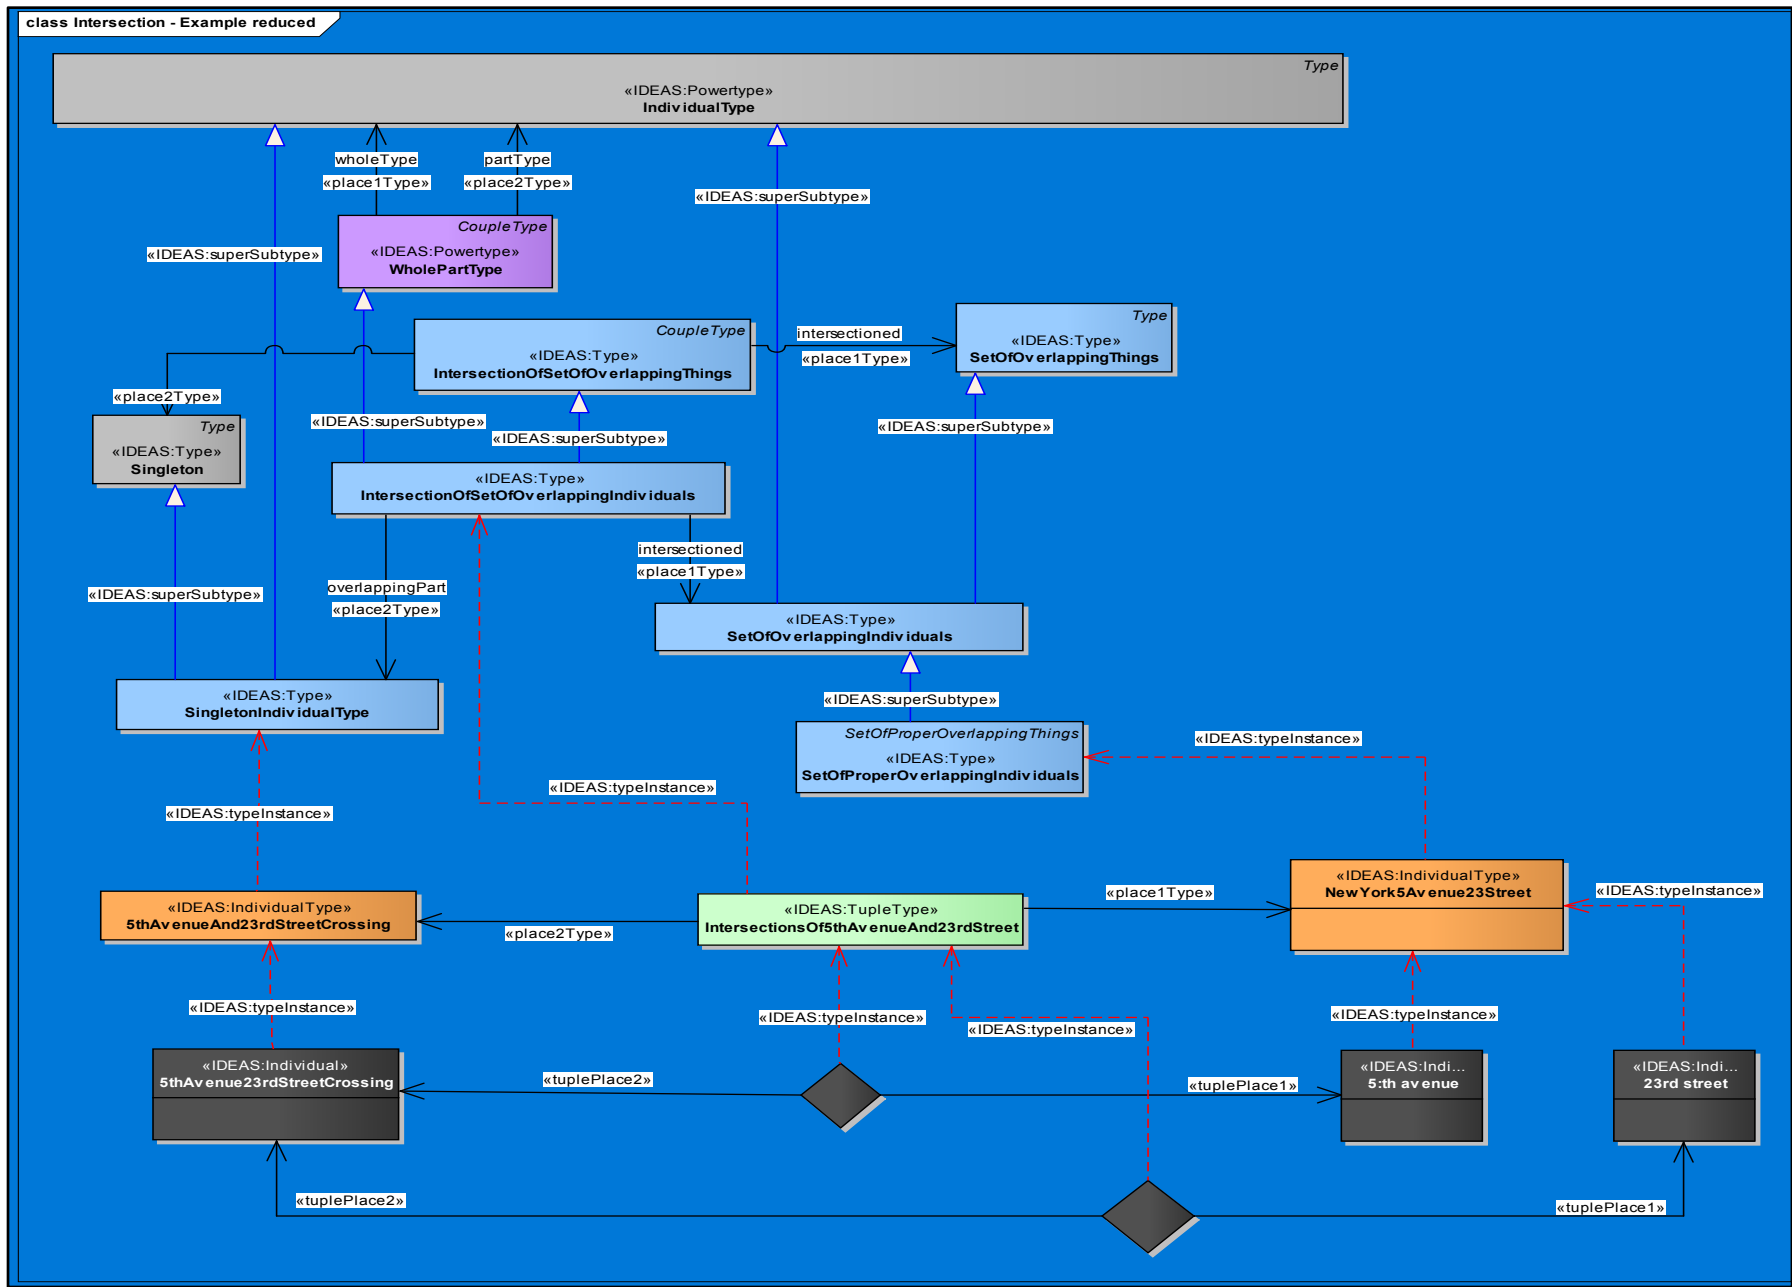 class Intersection - Example reduced
Type
«IDEAS:Powertype»
IndividualType
wholeType
«place1Type»
partType
«place2Type»
«IDEAS:superSubtype»
CoupleType
«IDEAS:Powertype»
WholePartType
«IDEAS:superSubtype»
CoupleType
«IDEAS:Type»
IntersectionOfSetOfOverlappingThings
intersectioned
«place1Type»
Type
«IDEAS:Type»
SetOfOverlappingThings
«place2Type»
Type
«IDEAS:Type»
Singleton
«IDEAS:superSubtype»
«IDEAS:superSubtype»
«IDEAS:superSubtype»
«IDEAS:Type»
IntersectionOfSetOfOverlappingIndividuals
intersectioned
«place1Type»
overlappingPart
«place2Type»
«IDEAS:superSubtype»
«IDEAS:Type»
SetOfOverlappingIndividuals
«IDEAS:Type»
SingletonIndividualType
«IDEAS:superSubtype»
SetOfProperOverlappingThings
«IDEAS:Type»
SetOfProperOverlappingIndividuals
«IDEAS:typeInstance»
«IDEAS:typeInstance»
«IDEAS:typeInstance»
«IDEAS:IndividualType»
5thAvenueAnd23rdStreetCrossing
«place2Type»
«IDEAS:TupleType»
IntersectionsOf5thAvenueAnd23rdStreet
«place1Type»
«IDEAS:IndividualType»
NewYork5Avenue23Street
«IDEAS:typeInstance»
«IDEAS:typeInstance»
«IDEAS:typeInstance»
«IDEAS:typeInstance»
«IDEAS:typeInstance»
«IDEAS:Individual»
5thAvenue23rdStreetCrossing
«tuplePlace2»
«tuplePlace1»
«IDEAS:Indi...
5:th avenue
«IDEAS:Indi...
23rd street
«tuplePlace2»
«tuplePlace1»